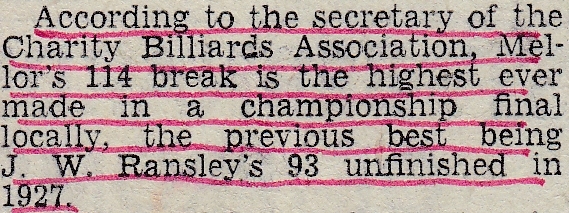 According to the secretary of the
Charity Billiards Association, Mel-
lor's 114 break is the highest ever
made in a championship final
locally, the previous best being
J. W. Ransley's 93 unfinished in
1927.